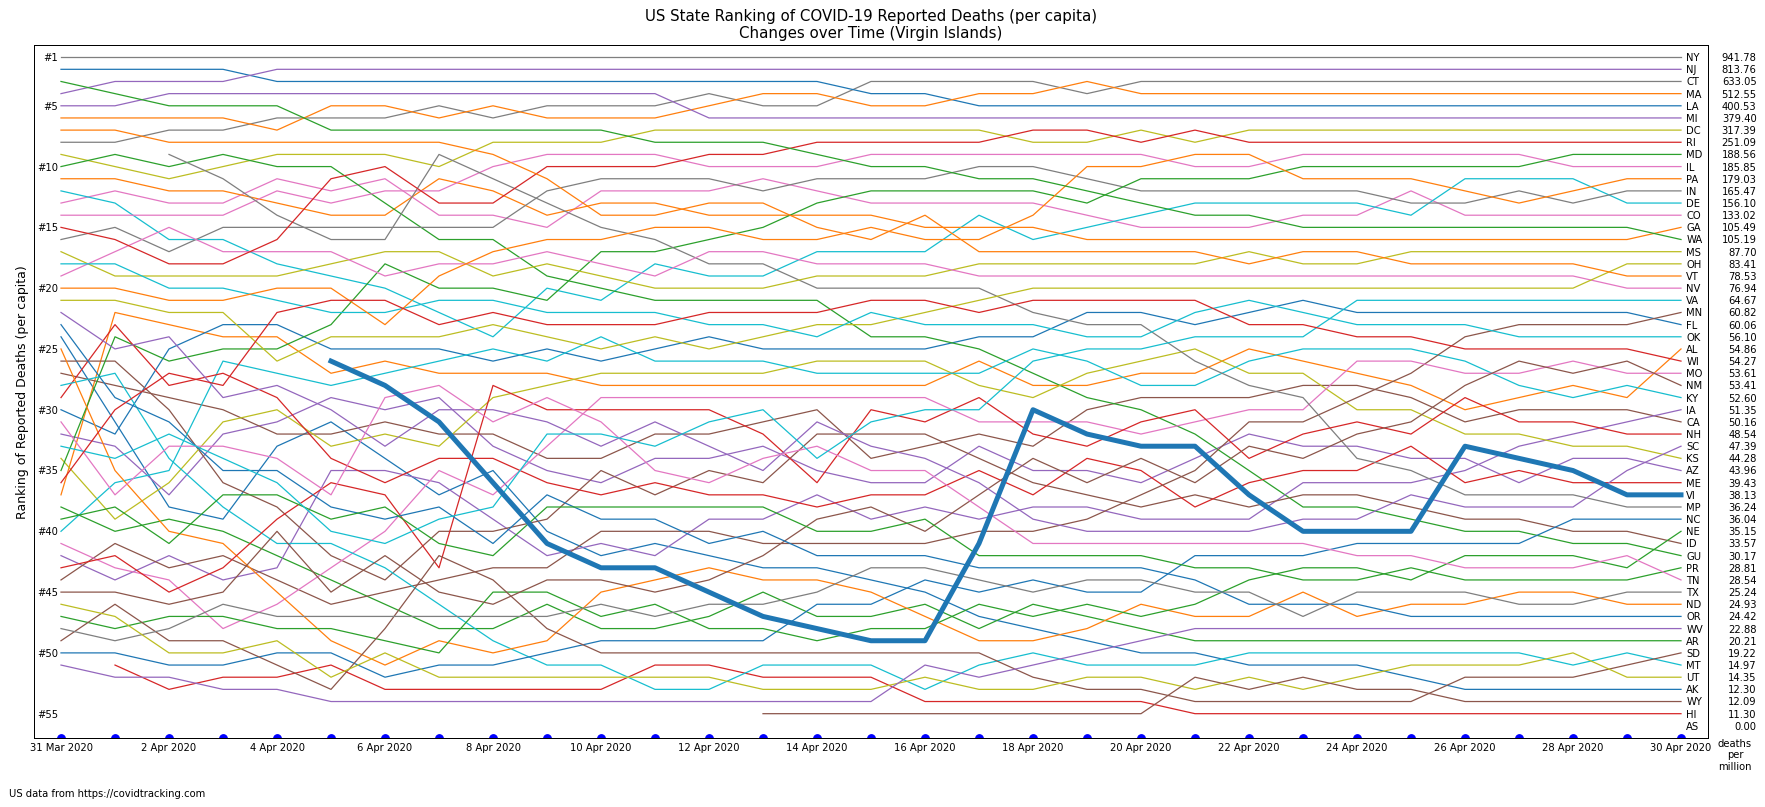 US State Ranking of COVID-19 Reported Deaths (per capita)
Changes over Time (Virgin Islands)
Ranking of Reported Deaths (per capita)
#1
#5
#10
#15
#20
#25
#30
#35
#40
#45
#50
#55
NY 941.78
NJ 813.76
CT 633.05
MA 512.55
LA 400.53
MI 379.40
DC 317.39
RI 251.09
MD 188.56
IL 185.85
PA 179.03
IN 165.47
DE 156.10
CO 133.02
GA 105.49
WA 105.19
MS 87.70
OH 83.41
VT 78.53
NV 76.94
VA 64.67
MN 60.82
FL 60.06
OK 56.10
AL 54.86
WI 54.27
MO 53.61
NM 53.41
KY 52.60
IA 51.35
CA 50.16
NH 48.54
SC 47.39
KS 44.28
AZ 43.96
ME 39.43
VI 38.13
MP 36.24
NC 36.04
NE 35.15
ID 33.57
GU 30.17
PR 28.81
TN 28.54
TX 25.24
ND 24.93
OR 24.42
WV 22.88
AR 20.21
SD 19.22
MT 14.97
UT 14.35
AK 12.30
WY 12.09
HI 11.30
AS 0.00
31 Mar 2020 2 Apr 2020 4 Apr 2020 6 Apr 2020 8 Apr 2020 10 Apr 2020 12 Apr 2020 14 Apr 2020 16 Apr 2020 18 Apr 2020 20 Apr 2020 22 Apr 2020 24 Apr 2020 26 Apr 2020 28 Apr 2020 30 Apr 2020
deaths
per
million
US data from https://covidtracking.com